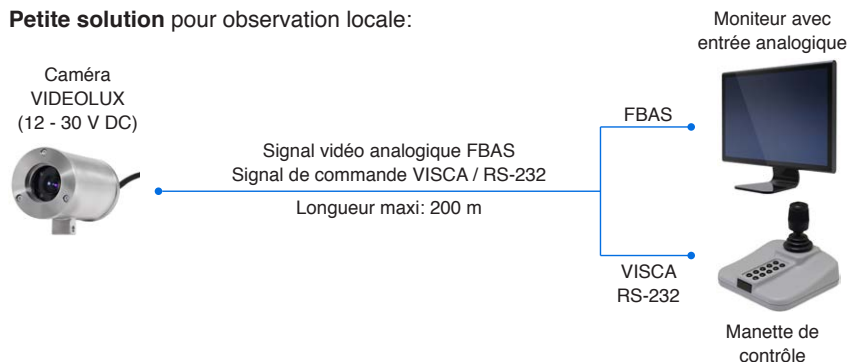 Petite solution pour observation locale:
Moniteur avec
entrée analogique
Caméra
VIDEOLUX
(12 - 30 V DC)
FBAS
Signal vidéo analogique FBAS
Signal de commande VISCA / RS-232
Longueur maxi: 200 m
VISCA
RS-232
Manette de
contrôle